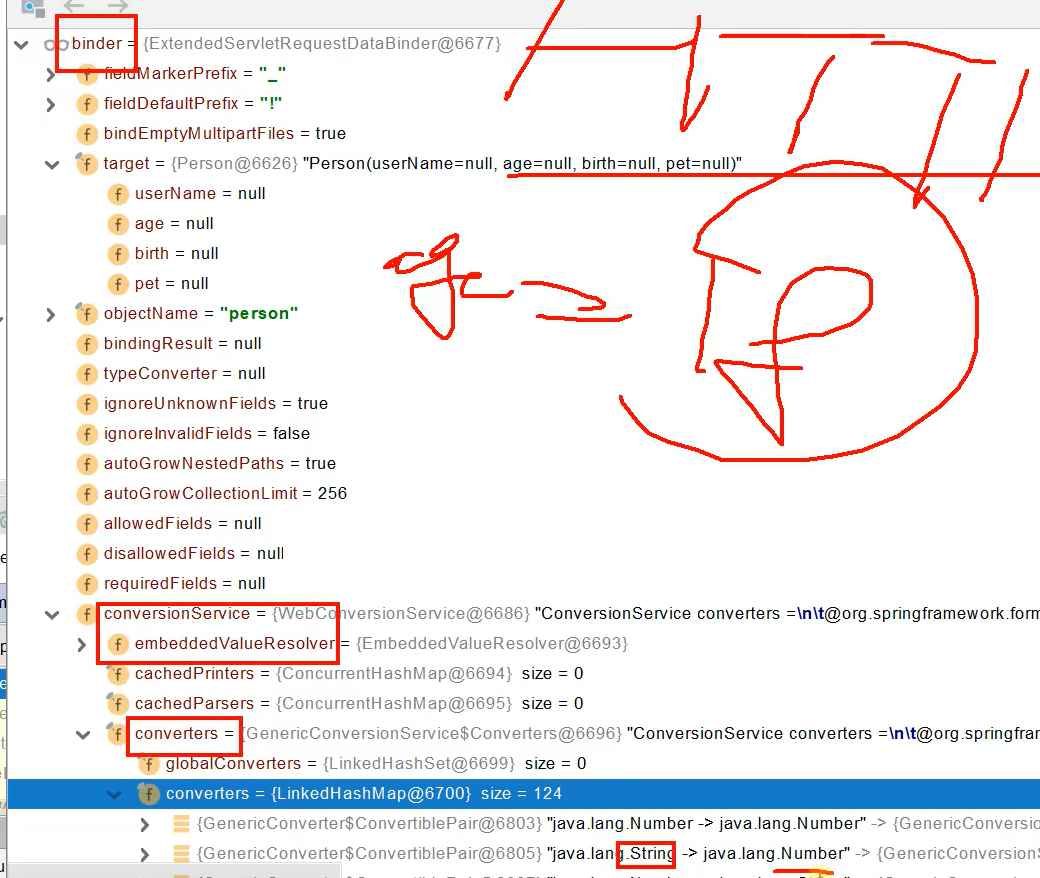 binder = {ExtendedServletRequestDataBinder@6677}
fieldMarkerPrefix = "_"
fieldDefaultPrefix = "!"
bindEmptyMultipartFiles = true
target = {Person@6626} "Person(userName=null, age=null, birth=null, pet=null)"
userName = null
age = null
birth = null
pet = null
objectName = "person"
bindingResult = null
typeConverter = null
ignoreUnknownFields = true
ignoreInvalidFields = false
autoGrowNestedPaths = true
autoGrowCollectionLimit = 256
allowedFields = null
disallowedFields = null
requiredFields = null
conversionService = {WebConversionService@6686} "ConversionService converters =\n\t@org.springframework.form
embeddedValueResolver = {EmbeddedValueResolver@6693}
cachedPrinters = {ConcurrentHashMap@6694} size = 0
cachedParsers = {ConcurrentHashMap@6695} size = 0
converters = {GenericConversionService$Converters@6696} "ConversionService converters =\n\t@org.springfran
globalConverters = {LinkedHashSet@6699} size = 0
converters = {LinkedHashMap@6700} size = 124
{GenericConverter$ConvertiblePair@6803} "java.lang.Number -> java.lang.Number" -> {GenericConversion
{GenericConverter$ConvertiblePair@6805} "java.lang.String -> java.lang.Number" -> {GenericConversionS